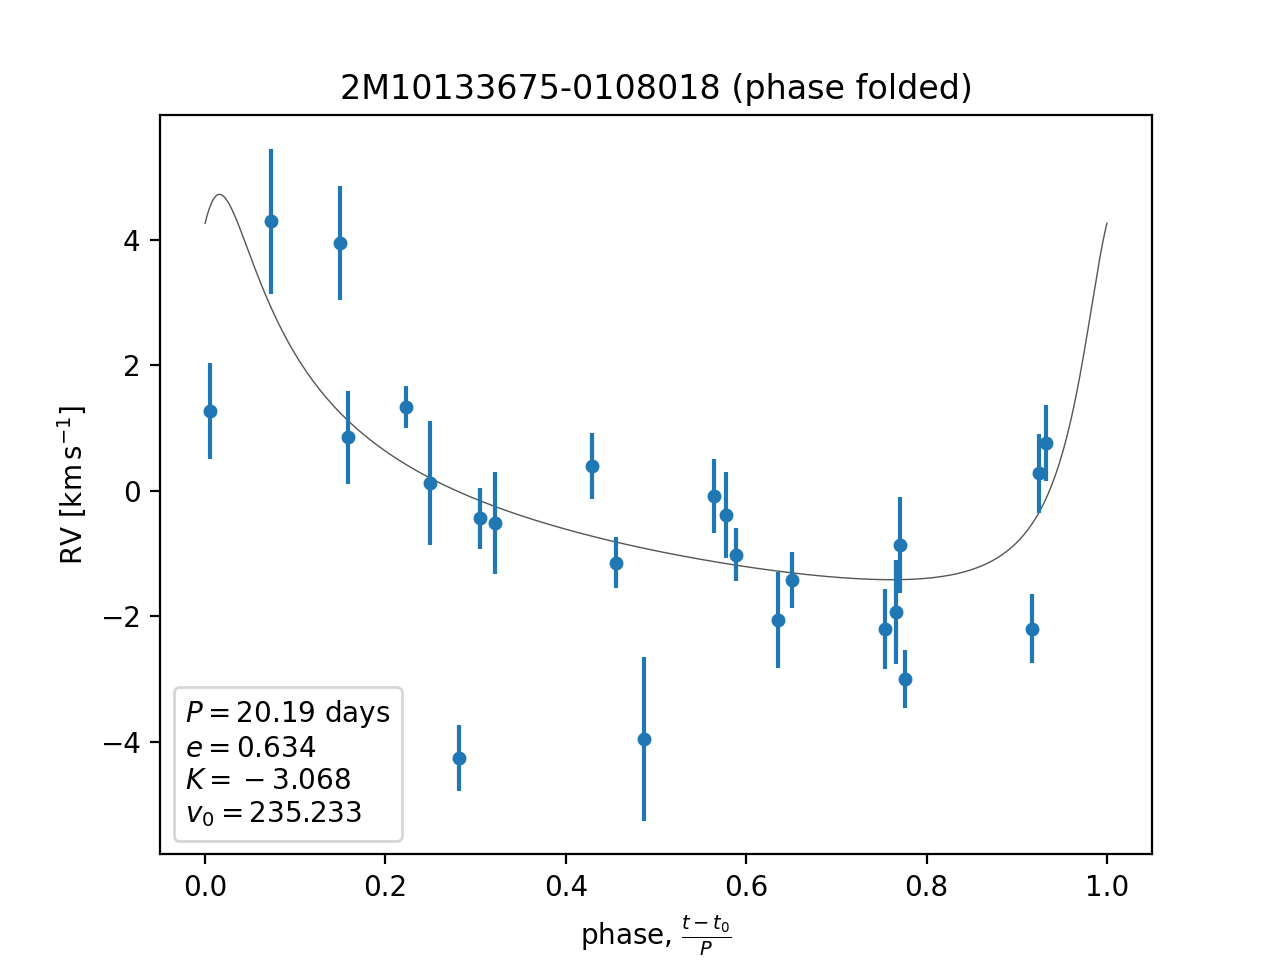 2M10133675-0108018 (phase folded)
RV [km s⁻¹]
4
2
0
−2
−4
P = 20.19 days
e = 0.634
K = −3.068
v₀ = 235.233
0.0 0.2 0.4 0.6 0.8 1.0
phase, (t − t₀)/P